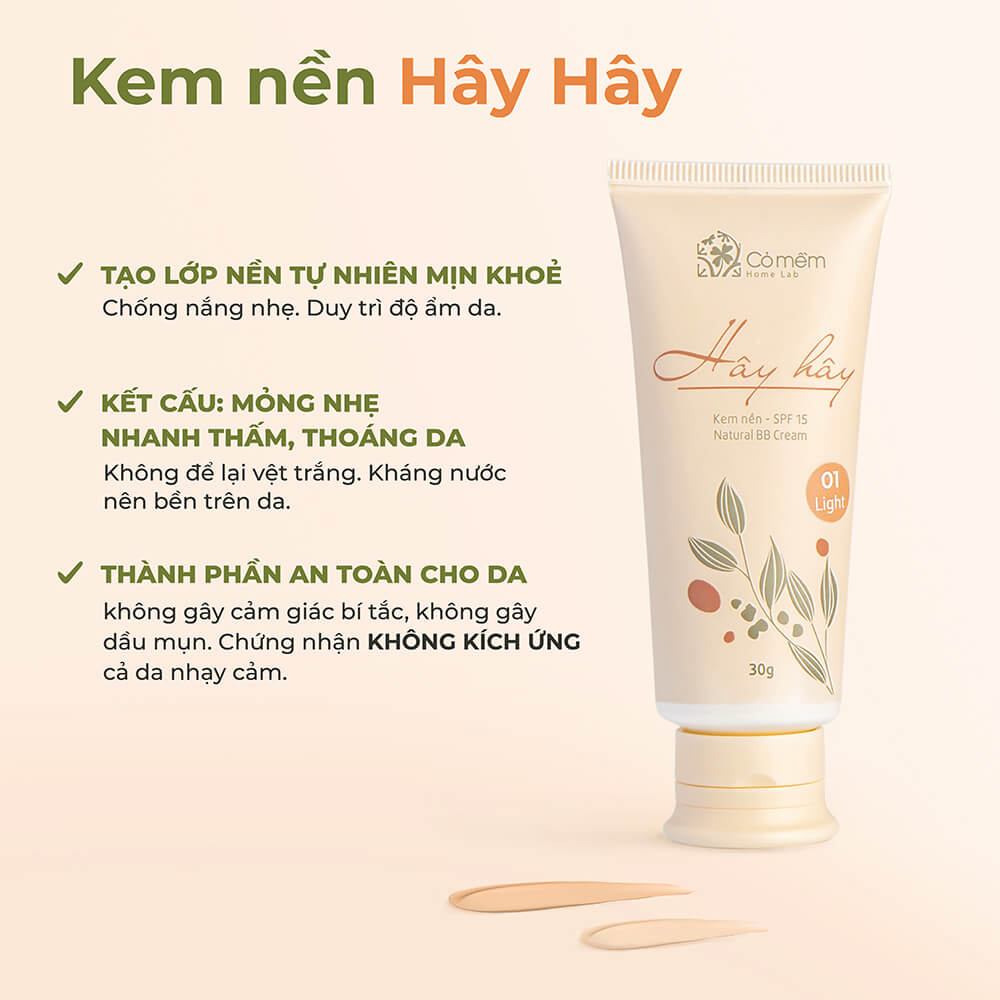 Kem nền Hây Hây
TẠO LỚP NỀN TỰ NHIÊN MỊN KHOẺ
Chống nắng nhẹ. Duy trì độ ẩm da.
KẾT CẤU: MỎNG NHẸ
NHANH THẤM, THOÁNG DA
Không để lại vệt trắng. Kháng nước
nên bền trên da.
THÀNH PHẦN AN TOÀN CHO DA
không gây cảm giác bí tắc, không gây
dầu mụn. Chứng nhận KHÔNG KÍCH ỨNG
cả da nhạy cảm.
Cỏ mềm
Home Lab
Hây hây
Kem nền - SPF 15
Natural BB Cream
01
Light
30g